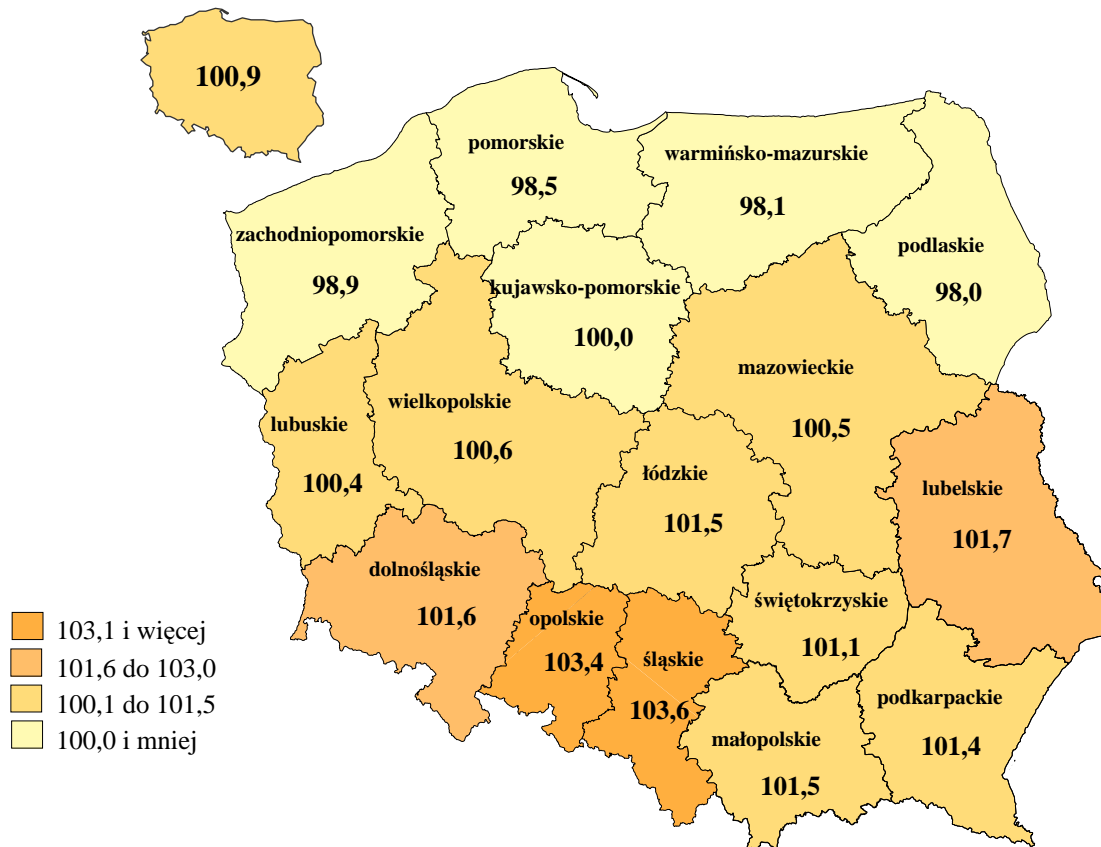 100,9
pomorskie
98,5
warmińsko-mazurskie
98,1
zachodniopomorskie
98,9
podlaskie
98,0
kujawsko-pomorskie
100,0
mazowieckie
100,5
wielkopolskie
100,6
lubuskie
100,4
łódzkie
101,5
lubelskie
101,7
dolnośląskie
101,6
opolskie
103,4
śląskie
103,6
świętokrzyskie
101,1
podkarpackie
101,4
małopolskie
101,5
103,1 i więcej
101,6 do 103,0
100,1 do 101,5
100,0 i mniej